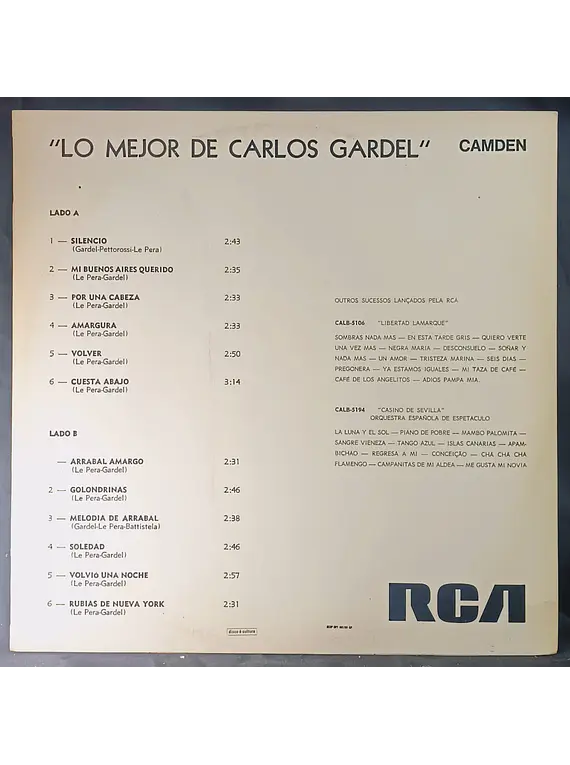 "LO MEJOR DE CARLOS GARDEL"
CAMDEN
LADO A
1 — SILENCIO 2:43
(Gardel-Pettorossi-Le Pera)
2 — MI BUENOS AIRES QUERIDO 2:35
(Le Pera-Gardel)
3 — POR UNA CABEZA 2:33
(Le Pera-Gardel)
4 — AMARGURA 2:33
(Le Pera-Gardel)
5 — VOLVER 2:50
(Le Pera-Gardel)
6 — CUESTA ABAJO 3:14
(Le Pera-Gardel)
LADO B
— ARRABAL AMARGO 2:31
(Le Pera-Gardel)
2 — GOLONDRINAS 2:46
(Le Pera-Gardel)
3 — MELODIA DE ARRABAL 2:38
(Gardel-Le Pera-Battistela)
4 — SOLEDAD 2:46
(Le Pera-Gardel)
5 — VOLVIÓ UNA NOCHE 2:57
(Le Pera-Gardel)
6 — RUBIAS DE NUEVA YORK 2:31
(Le Pera-Gardel)
OUTROS SUCESSOS LANÇADOS PELA RCA
CALB-5106 "LIBERTAD LAMARQUE"
SOMBRAS NADA MAS — EN ESTA TARDE GRIS — QUIERO VERTE
UNA VEZ MAS — NEGRA MARIA — DESCONSUELO — SOÑAR Y
NADA MAS — UN AMOR — TRISTEZA MARINA — SEIS DIAS —
PREGONERA — YA ESTAMOS IGUALES — MI TAZA DE CAFE —
CAFE DE LOS ANGELITOS — ADIOS PAMPA MIA.
CALB-5194 "CASINO DE SEVILLA"
ORQUESTRA ESPAÑOLA DE ESPETACULO
LA LUNA Y EL SOL — PIANO DE POBRE — MAMBO PALOMITA —
SANGRE VIENEZA — TANGO AZUL — ISLAS CANARIAS — APAM-
BICHAO — REGRESA A MI — CONCEIÇÃO — CHA CHA CHA
FLAMENGO — CAMPANITAS DE MI ALDEA — ME GUSTA MI NOVIA
RCA
disco é cultura